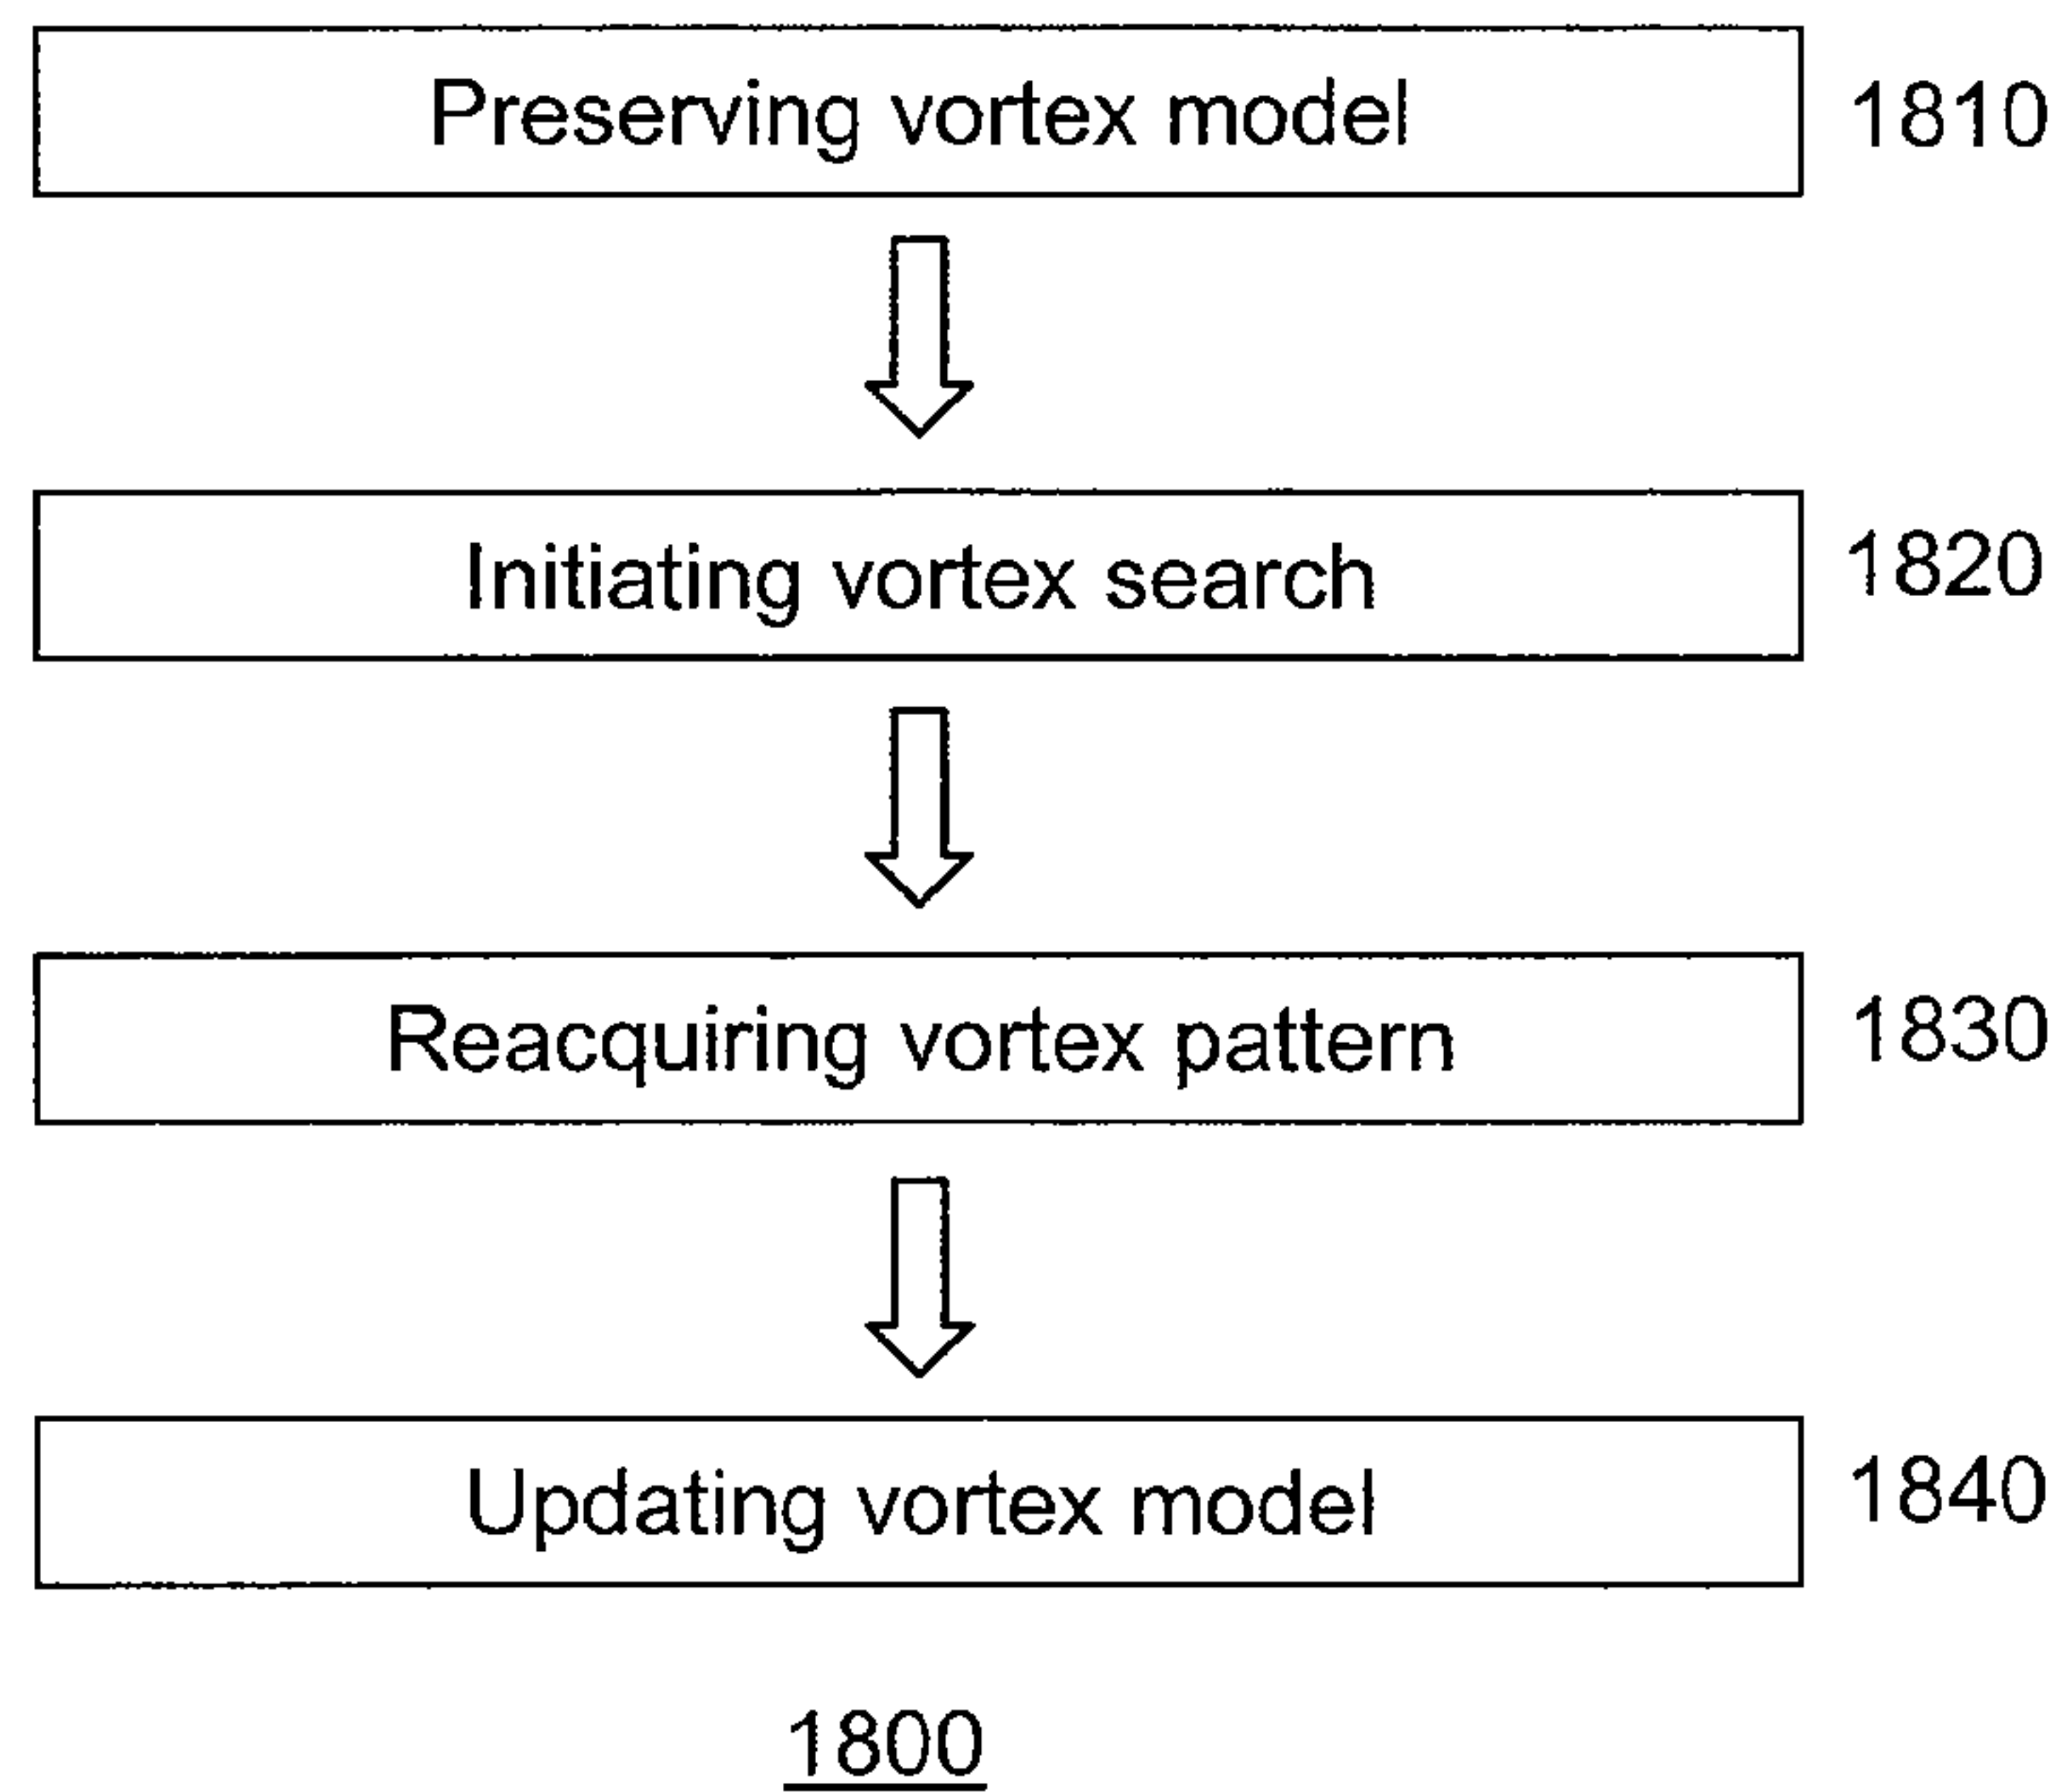 Preserving vortex model 1810
Initiating vortex search 1820
Reacquiring vortex pattern 1830
Updating vortex model 1840
1800